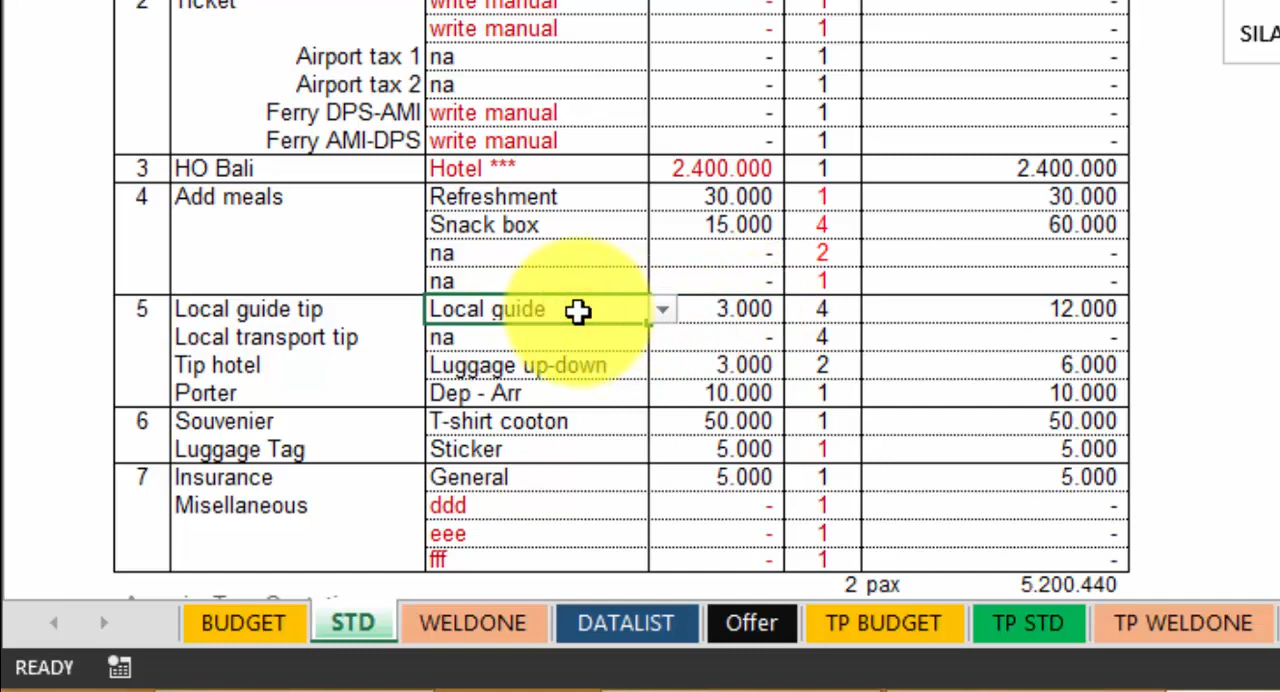 2 Ticket write manual - 1 -
write manual - 1 -
Airport tax 1 na - 1 -
Airport tax 2 na - 1 -
Ferry DPS-AMI write manual - 1 -
Ferry AMI-DPS write manual - 1 -
3 HO Bali Hotel *** 2.400.000 1 2.400.000
4 Add meals Refreshment 30.000 1 30.000
Snack box 15.000 4 60.000
na - 2 -
na - 1 -
5 Local guide tip Local guide 3.000 4 12.000
Local transport tip na - 4 -
Tip hotel Luggage up-down 3.000 2 6.000
Porter Dep - Arr 10.000 1 10.000
6 Souvenier T-shirt cooton 50.000 1 50.000
Luggage Tag Sticker 5.000 1 5.000
7 Insurance General 5.000 1 5.000
Misellaneous ddd - 1 -
eee - 1 -
fff - 1 -
2 pax 5.200.440
SILA
BUDGET STD WELDONE DATALIST Offer TP BUDGET TP STD TP WELDONE
READY